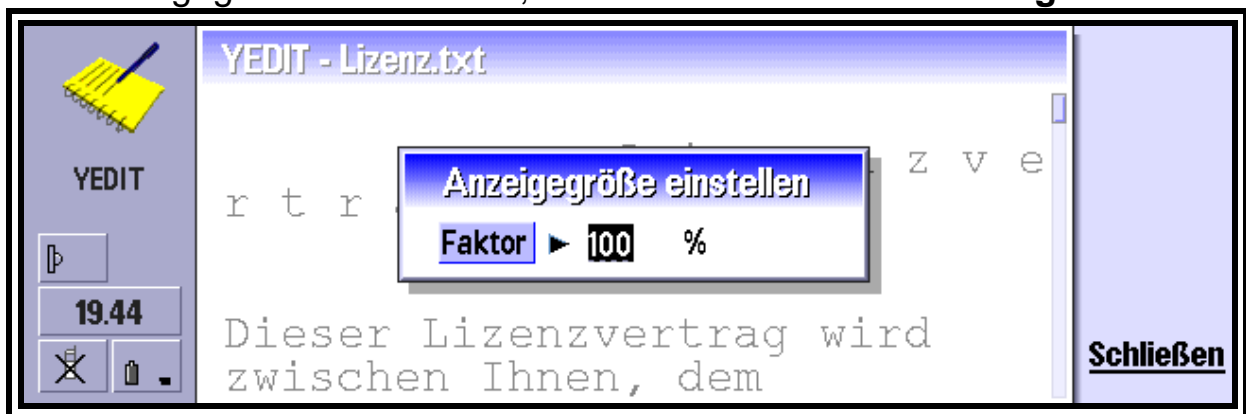 YEDIT
19.44
YEDIT - Lizenz.txt
z v e
r t r
Anzeigegröße einstellen
Faktor 100 %
Dieser Lizenzvertrag wird
zwischen Ihnen, dem
Schließen